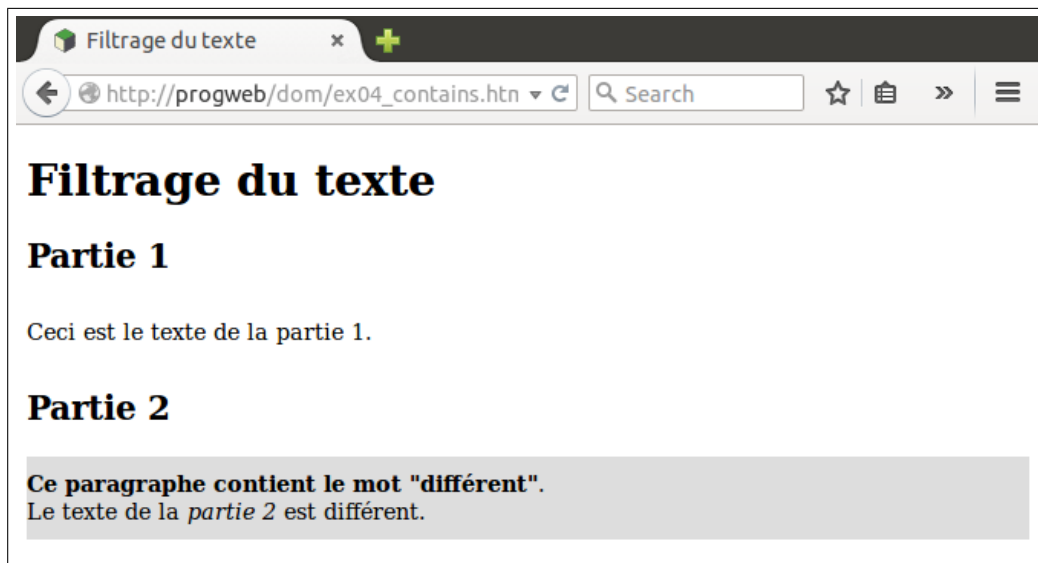 Filtrage du texte
http://progweb/dom/ex04_contains.htn
Search
Filtrage du texte
Partie 1
Ceci est le texte de la partie 1.
Partie 2
Ce paragraphe contient le mot "différent".
Le texte de la partie 2 est différent.